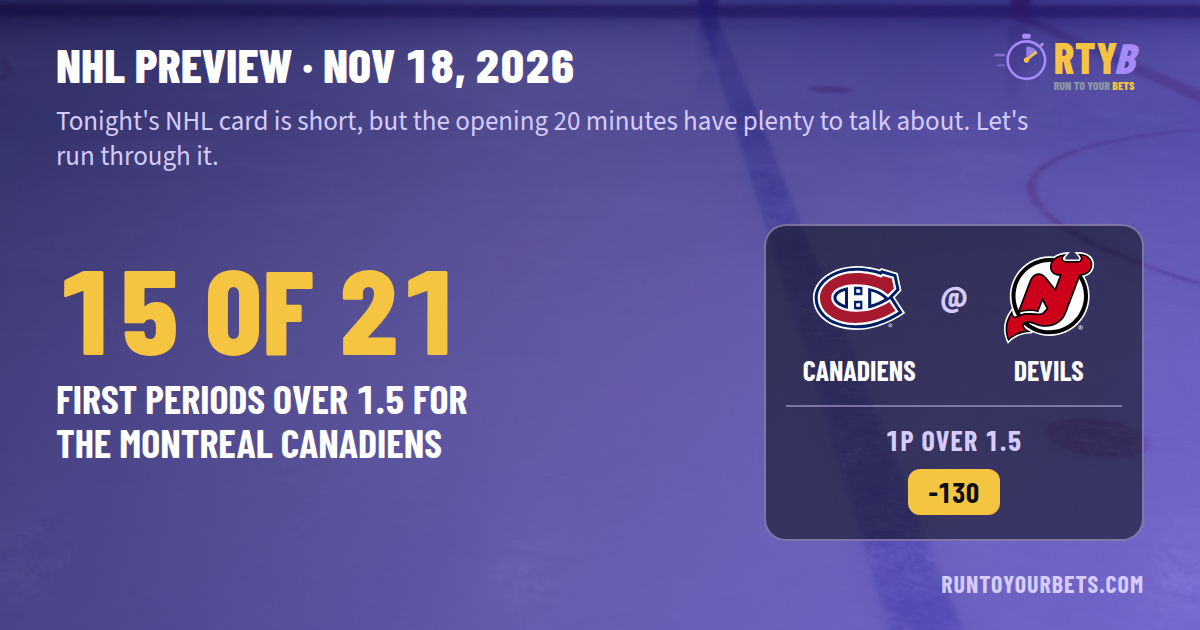 NHL PREVIEW · NOV 18, 2026
RTYB
RUN TO YOUR BETS
Tonight's NHL card is short, but the opening 20 minutes have plenty to talk about. Let's
run through it.
15 OF 21
FIRST PERIODS OVER 1.5 FOR
THE MONTREAL CANADIENS
@
CANADIENS
DEVILS
1P OVER 1.5
-130
RUNTOYOURBETS.COM